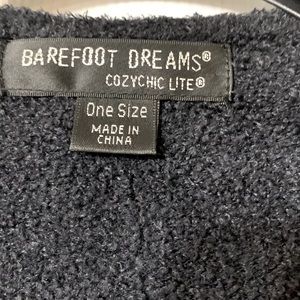 BAREFOOT DREAMS®
COZYCHIC LITE®
One Size
MADE IN
CHINA